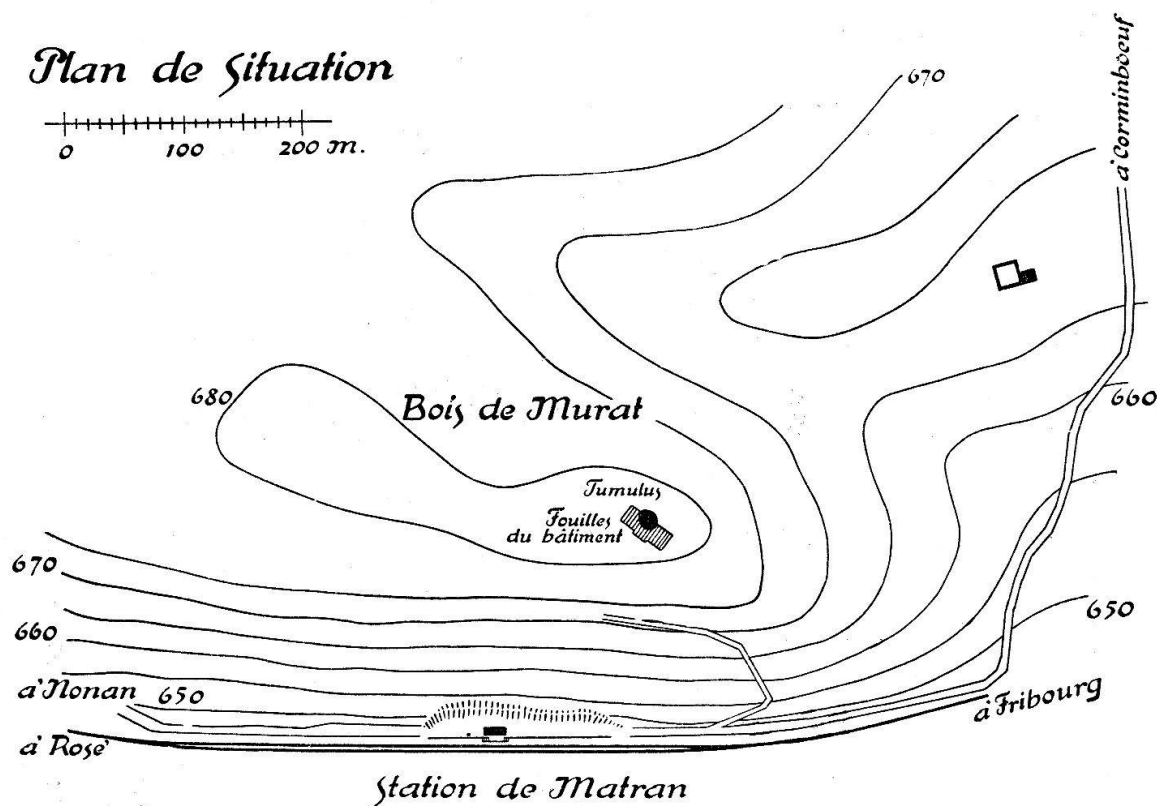 Plan de Situation
0 100 200 m.
670
à Corminboeuf
680
Bois de Murat
660
Tumulus
Fouilles
du bâtiment
670
660
650
à Nonan 650
à Fribourg
à Rosé
Station de Matran